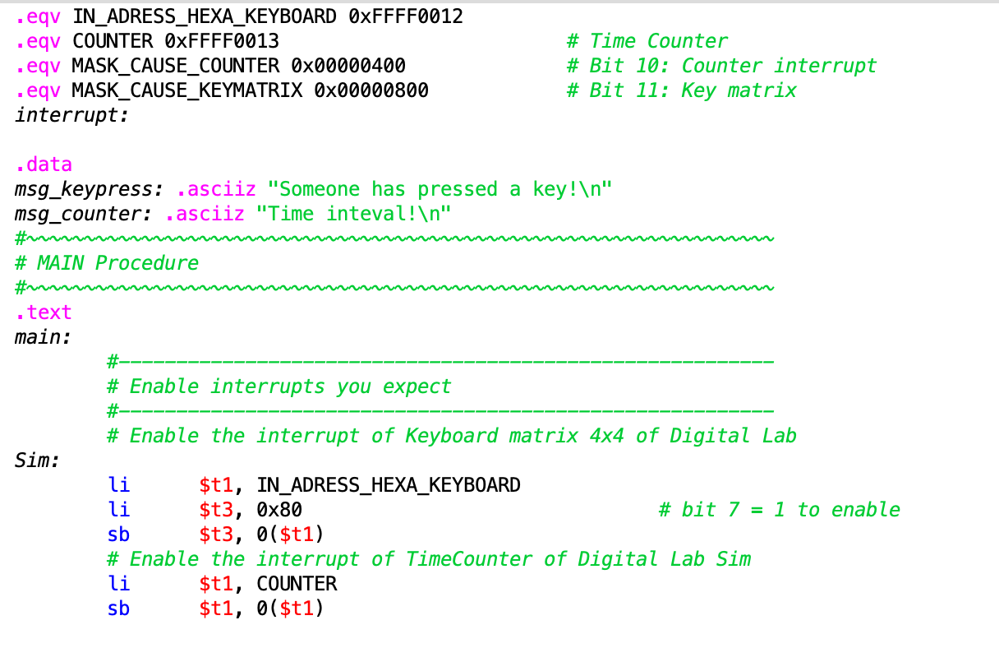 .eqv IN_ADRESS_HEXA_KEYBOARD 0xFFFF0012
.eqv COUNTER 0xFFFF0013 # Time Counter
.eqv MASK_CAUSE_COUNTER 0x00000400 # Bit 10: Counter interrupt
.eqv MASK_CAUSE_KEYMATRIX 0x00000800 # Bit 11: Key matrix
interrupt:
.data
msg_keypress: .asciiz "Someone has pressed a key!\n"
msg_counter: .asciiz "Time inteval!\n"
#~~~~~~~~~~~~~~~~~~~~~~~~~~~~~~~~~~~~~~~~~~~~~~~~~~~~~~~~~~~~~~~~~
# MAIN Procedure
#~~~~~~~~~~~~~~~~~~~~~~~~~~~~~~~~~~~~~~~~~~~~~~~~~~~~~~~~~~~~~~~~~
.text
main:
#---------------------------------------------------------
# Enable interrupts you expect
#---------------------------------------------------------
# Enable the interrupt of Keyboard matrix 4x4 of Digital Lab
Sim:
li $t1, IN_ADRESS_HEXA_KEYBOARD
li $t3, 0x80 # bit 7 = 1 to enable
sb $t3, 0($t1)
# Enable the interrupt of TimeCounter of Digital Lab Sim
li $t1, COUNTER
sb $t1, 0($t1)